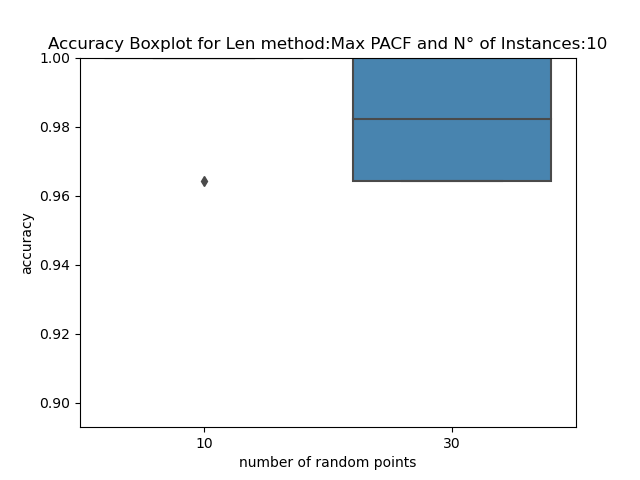 Accuracy Boxplot for Len method:Max PACF and N° of Instances:10
1.00
0.98
0.96
0.94
0.92
0.90
accuracy
10 30
number of random points